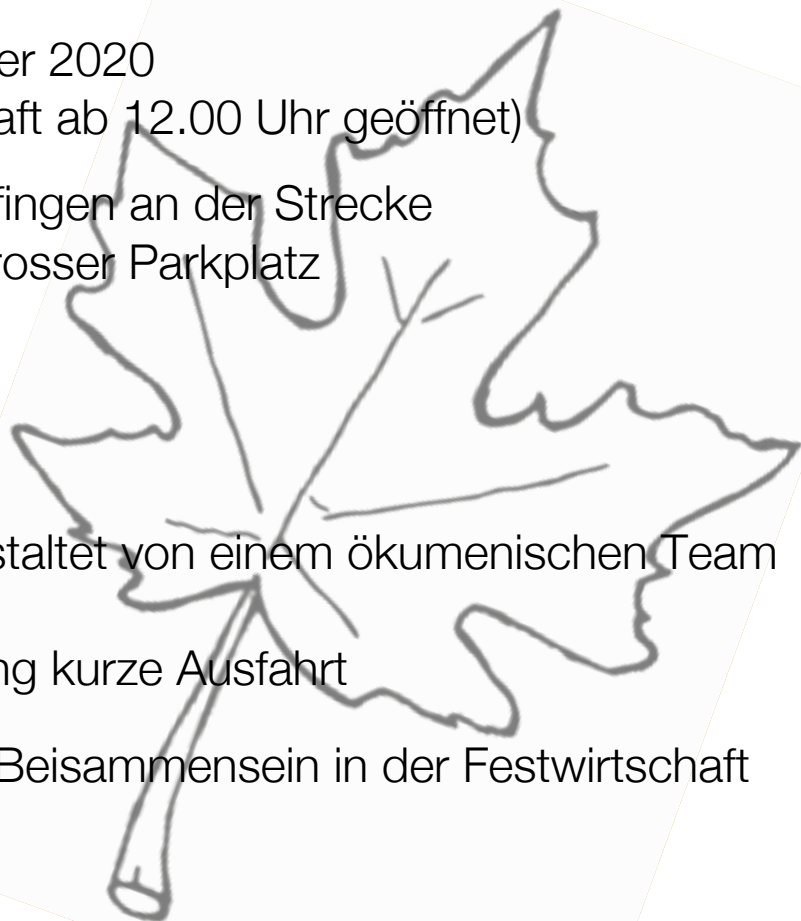 er 2020
aft ab 12.00 Uhr geöffnet)
fingen an der Strecke
rosser Parkplatz
staltet von einem ökumenischen Team
ng kurze Ausfahrt
Beisammensein in der Festwirtschaft